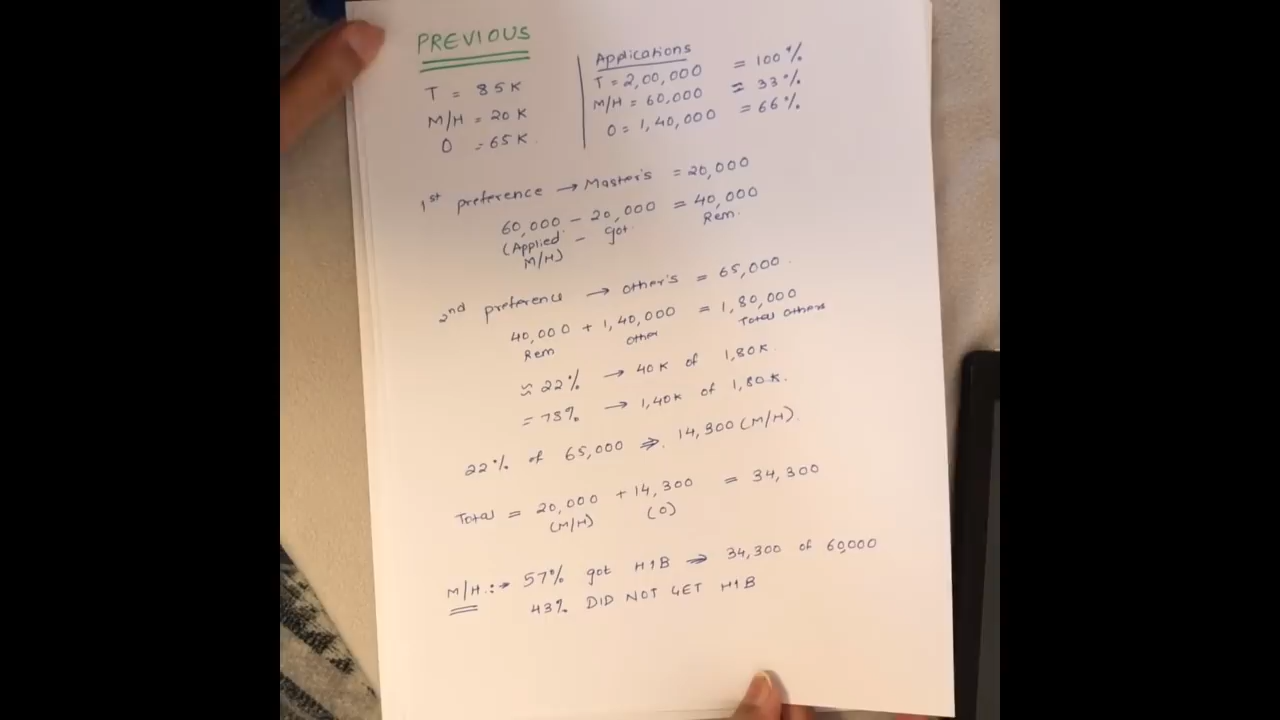 PREVIOUS
T = 85K
M/H = 20K
O = 65K
Applications
T = 2,00,000 = 100%
M/H = 60,000 ≈ 33%
O = 1,40,000 = 66%
1st preference → Master's = 20,000
60,000 - 20,000 = 40,000
(Applied - got Rem.
M/H)
2nd preference → other's = 65,000
40,000 + 1,40,000 = 1,80,000
Rem other Total others
≈ 22% → 40K of 1,80K.
= 78% → 1,40K of 1,80K.
22% of 65,000 ⇒ 14,300 (M/H).
Total = 20,000 + 14,300 = 34,300
(M/H) (O)
M/H :→ 57% got H1B ⇒ 34,300 of 60,000
43% DID NOT GET H1B